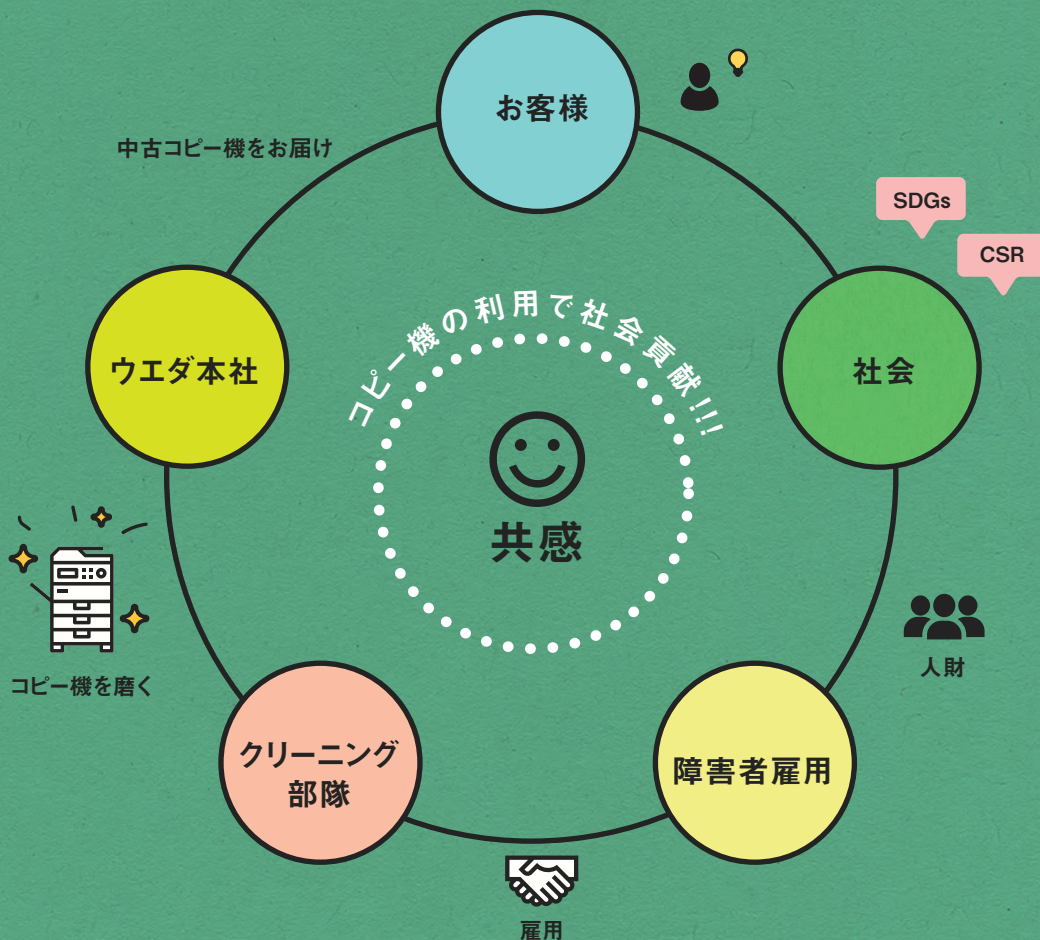 お客様
中古コピー機をお届け
SDGs
CSR
ウエダ本社
社会
コピー機の利用で社会貢献!!!
共感
コピー機を磨く
人財
クリーニング
部隊
障害者雇用
雇用